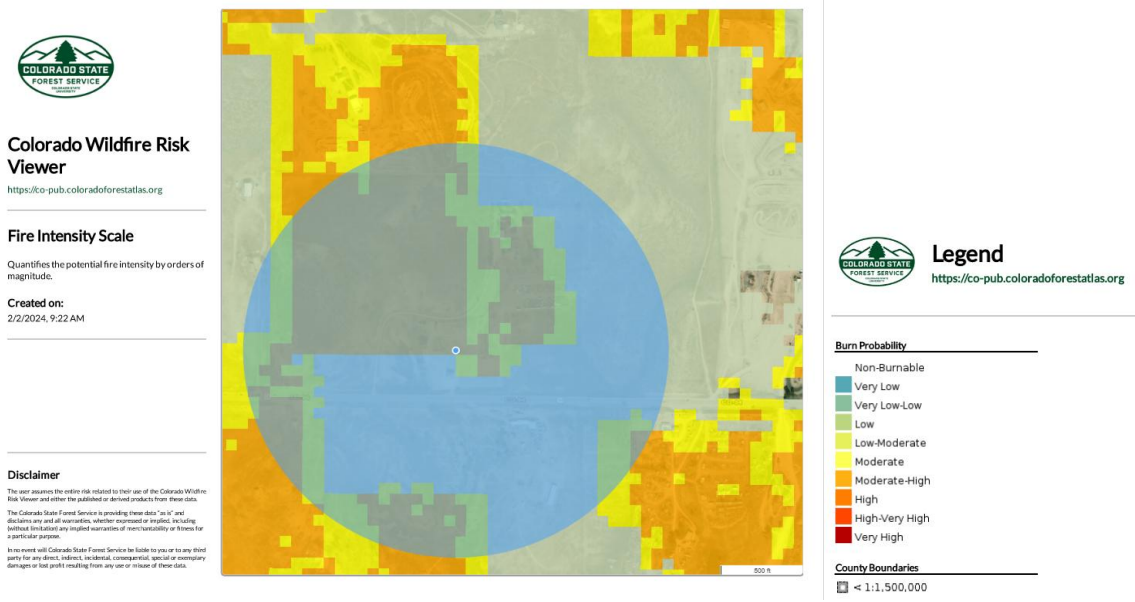 COLORADO STATE
FOREST SERVICE
COLORADO STATE
UNIVERSITY
Colorado Wildfire Risk
Viewer
https://co-pub.coloradoforestatlas.org
Fire Intensity Scale
Quantifies the potential fire intensity by orders of
magnitude.
Created on:
2/2/2024, 9:22 AM
Disclaimer
The user assumes the entire risk related to their use of the Colorado Wildfire
Risk Viewer and either the published or derived products from these data.
The Colorado State Forest Service is providing these data "as is" and
disclaims any and all warranties, whether expressed or implied, including
(without limitation) any implied warranties of merchantability or fitness for
a particular purpose.
In no event will Colorado State Forest Service be liable to you or to any third
party for any direct, indirect, incidental, consequential, special or exemplary
damages or lost profit resulting from any use or misuse of these data.
500 ft
COLORADO STATE
FOREST SERVICE
COLORADO STATE
UNIVERSITY
Legend
https://co-pub.coloradoforestatlas.org
Burn Probability
Non-Burnable
Very Low
Very Low-Low
Low
Low-Moderate
Moderate
Moderate-High
High
High-Very High
Very High
County Boundaries
< 1:1,500,000